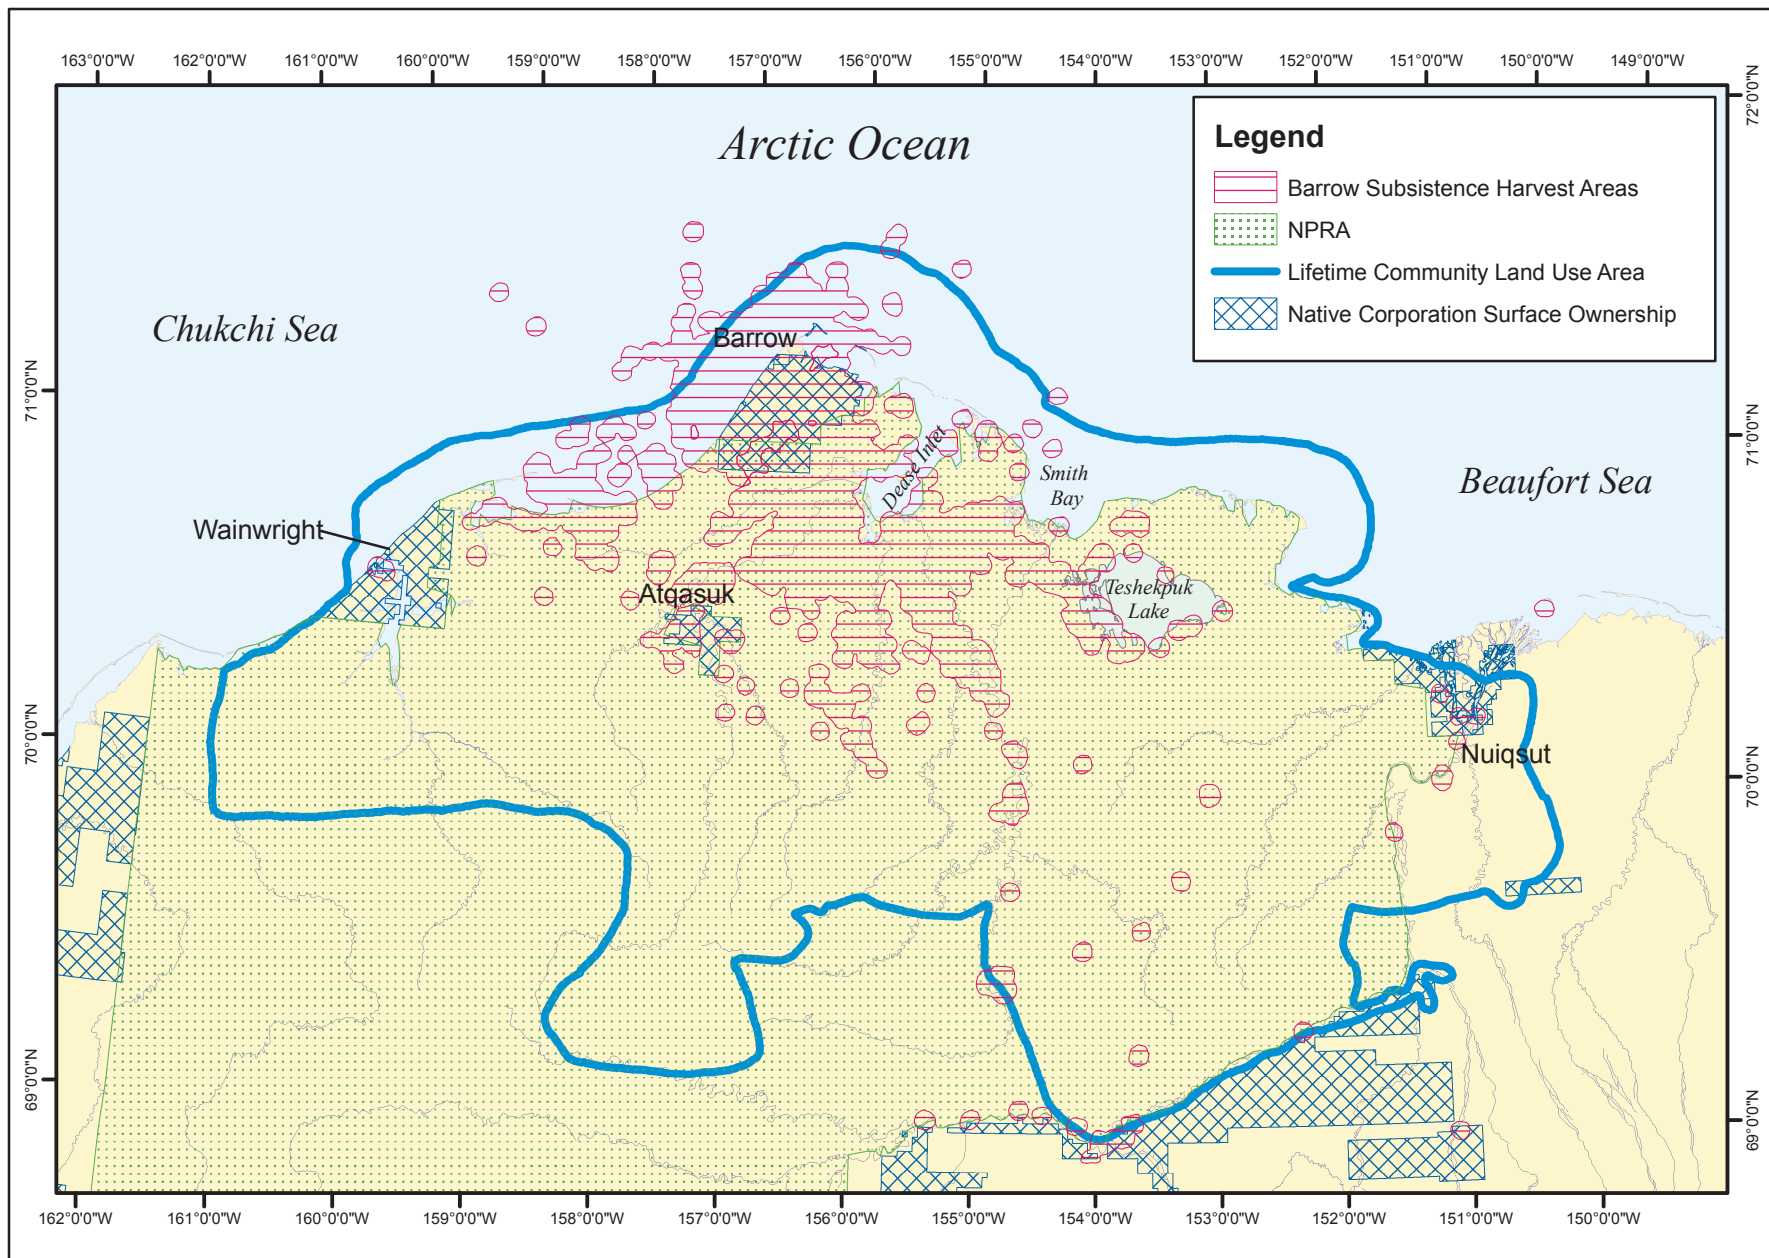 163°0'0"W 162°0'0"W 161°0'0"W 160°0'0"W 159°0'0"W 158°0'0"W 157°0'0"W 156°0'0"W 155°0'0"W 154°0'0"W 153°0'0"W 152°0'0"W 151°0'0"W 150°0'0"W 149°0'0"W
72°0'0"N
Arctic Ocean
Legend
Barrow Subsistence Harvest Areas
NPRA
Lifetime Community Land Use Area
Native Corporation Surface Ownership
Chukchi Sea
Barrow
71°0'0"N
71°0'0"N
Dease Inlet
Smith
Bay
Beaufort Sea
Wainwright
Atqasuk
Teshekpuk
Lake
70°0'0"N
Nuiqsut
70°0'0"N
69°0'0"N
69°0'0"N
162°0'0"W 161°0'0"W 160°0'0"W 159°0'0"W 158°0'0"W 157°0'0"W 156°0'0"W 155°0'0"W 154°0'0"W 153°0'0"W 152°0'0"W 151°0'0"W 150°0'0"W